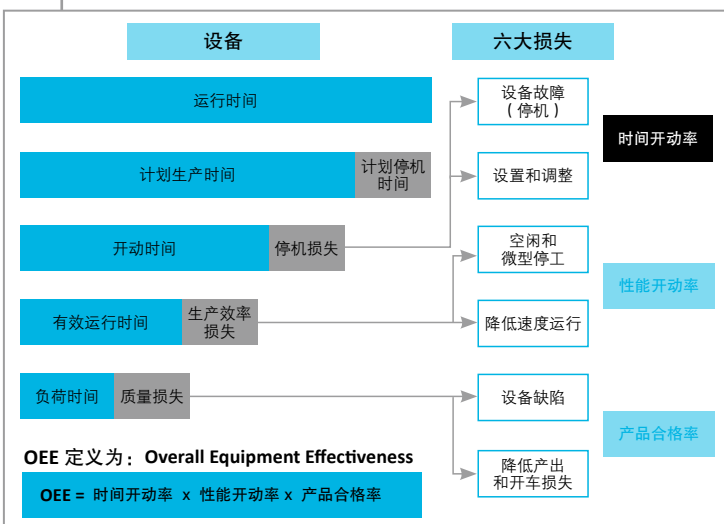 设备
六大损失
运行时间
设备故障
(停机)
时间开动率
计划生产时间
计划停机
时间
设置和调整
开动时间
停机损失
空闲和
微型停工
性能开动率
有效运行时间
生产效率
损失
降低速度运行
负荷时间
质量损失
设备缺陷
产品合格率
OEE 定义为：Overall Equipment Effectiveness
降低产出
和开车损失
OEE = 时间开动率 x 性能开动率 x 产品合格率